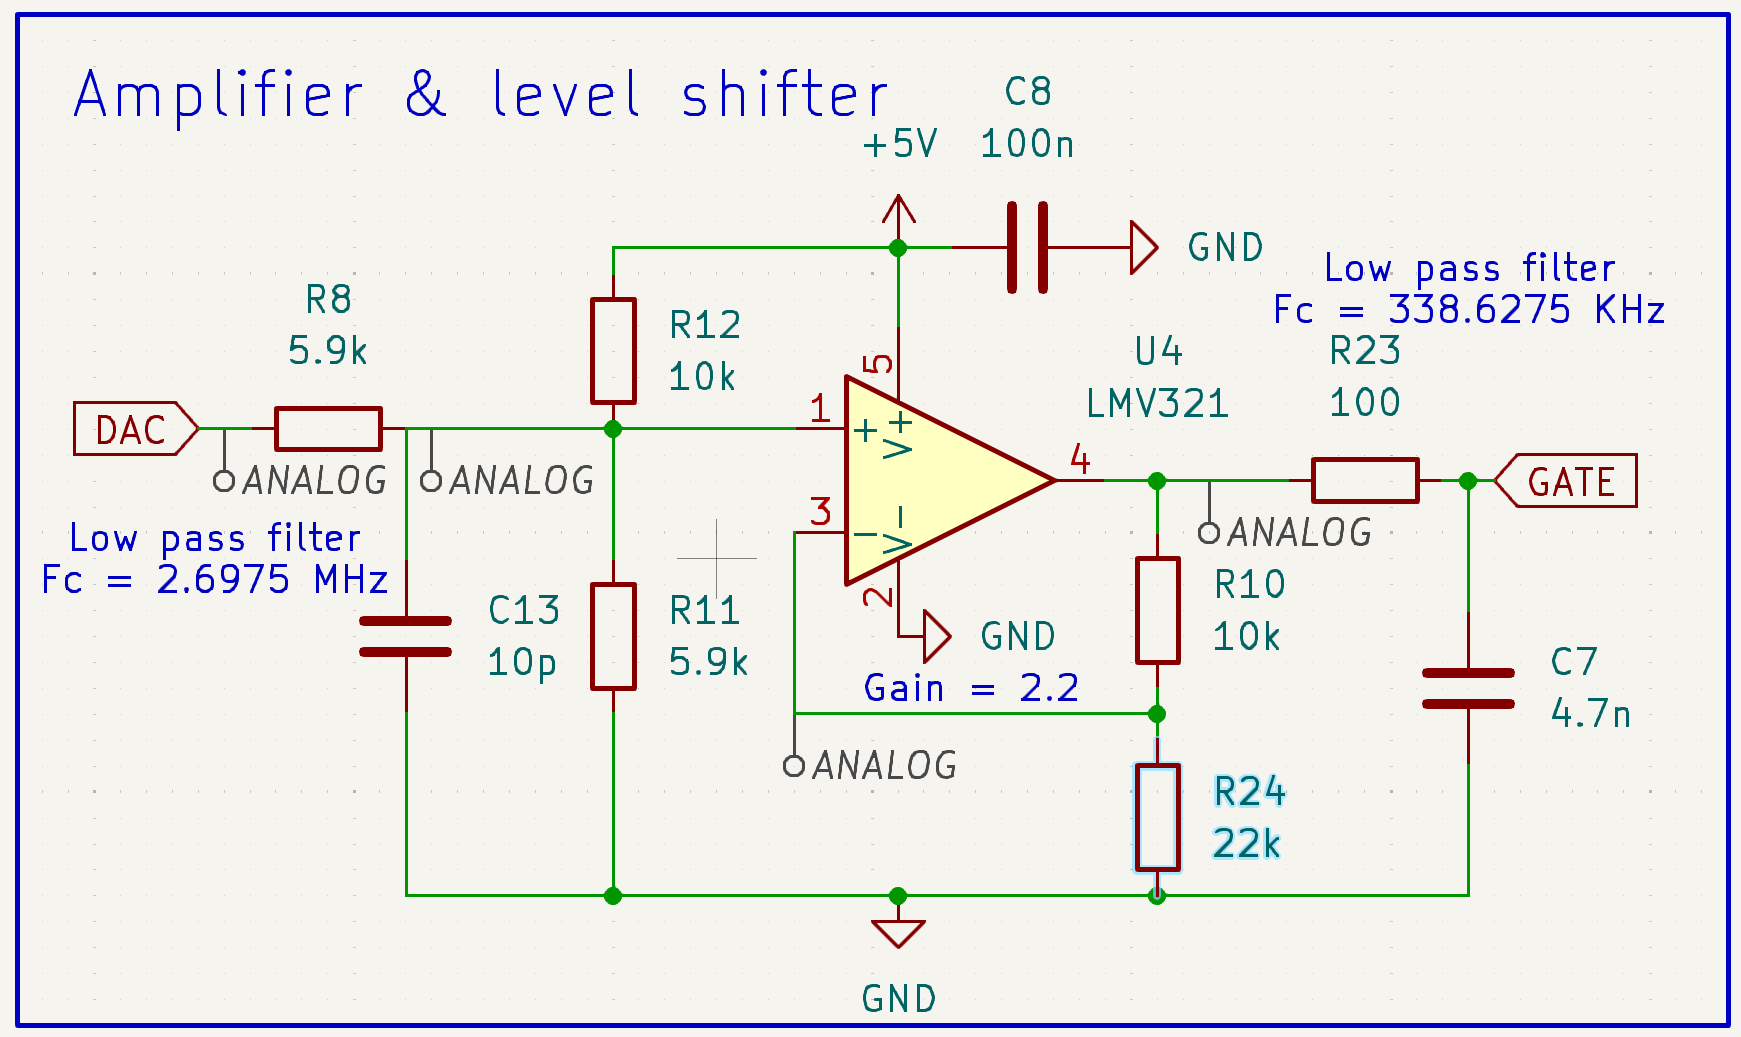 Amplifier & level shifter
C8
100n
+5V
GND
Low pass filter
Fc = 338.6275 KHz
R8
5.9k
R12
10k
U4
LMV321
R23
100
DAC
ANALOG
ANALOG
1
+
V+
5
4
3
-
V-
2
GATE
ANALOG
Low pass filter
Fc = 2.6975 MHz
C13
10p
R11
5.9k
GND
Gain = 2.2
R10
10k
C7
4.7n
ANALOG
R24
22k
GND